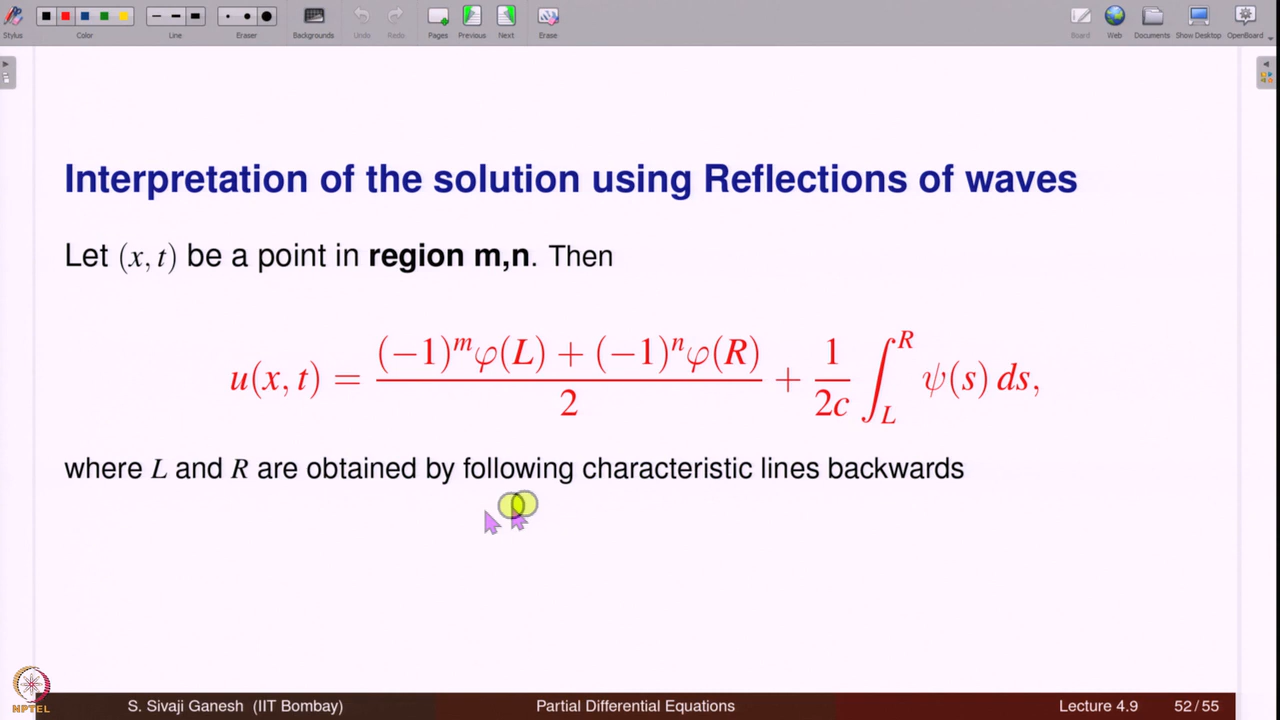 Stylus Color Line Eraser Backgrounds Undo Redo Pages Previous Next Erase Board Web Documents Show Desktop OpenBoard
Interpretation of the solution using Reflections of waves
Let (x, t) be a point in region m,n. Then
u(x, t) = \frac{(−1)^m φ(L) + (−1)^n φ(R)}{2} + \frac{1}{2c} ∫_L^R ψ(s) ds,
where L and R are obtained by following characteristic lines backwards
NPTEL
S. Sivaji Ganesh (IIT Bombay) Partial Differential Equations Lecture 4.9 52/55